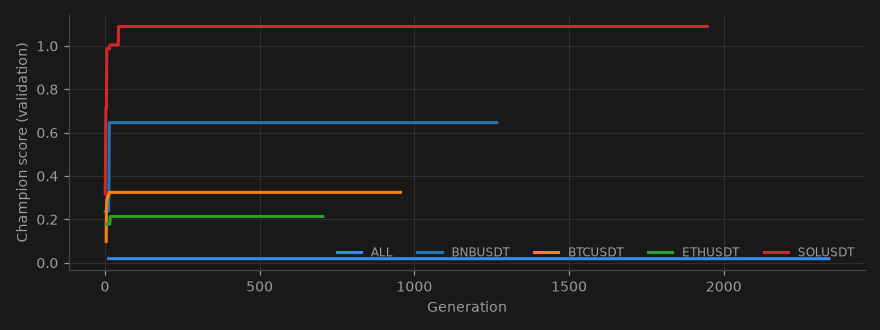 Champion score (validation)
1.0
0.8
0.6
0.4
0.2
0.0
ALL BNBUSDT BTCUSDT ETHUSDT SOLUSDT
0 500 1000 1500 2000
Generation